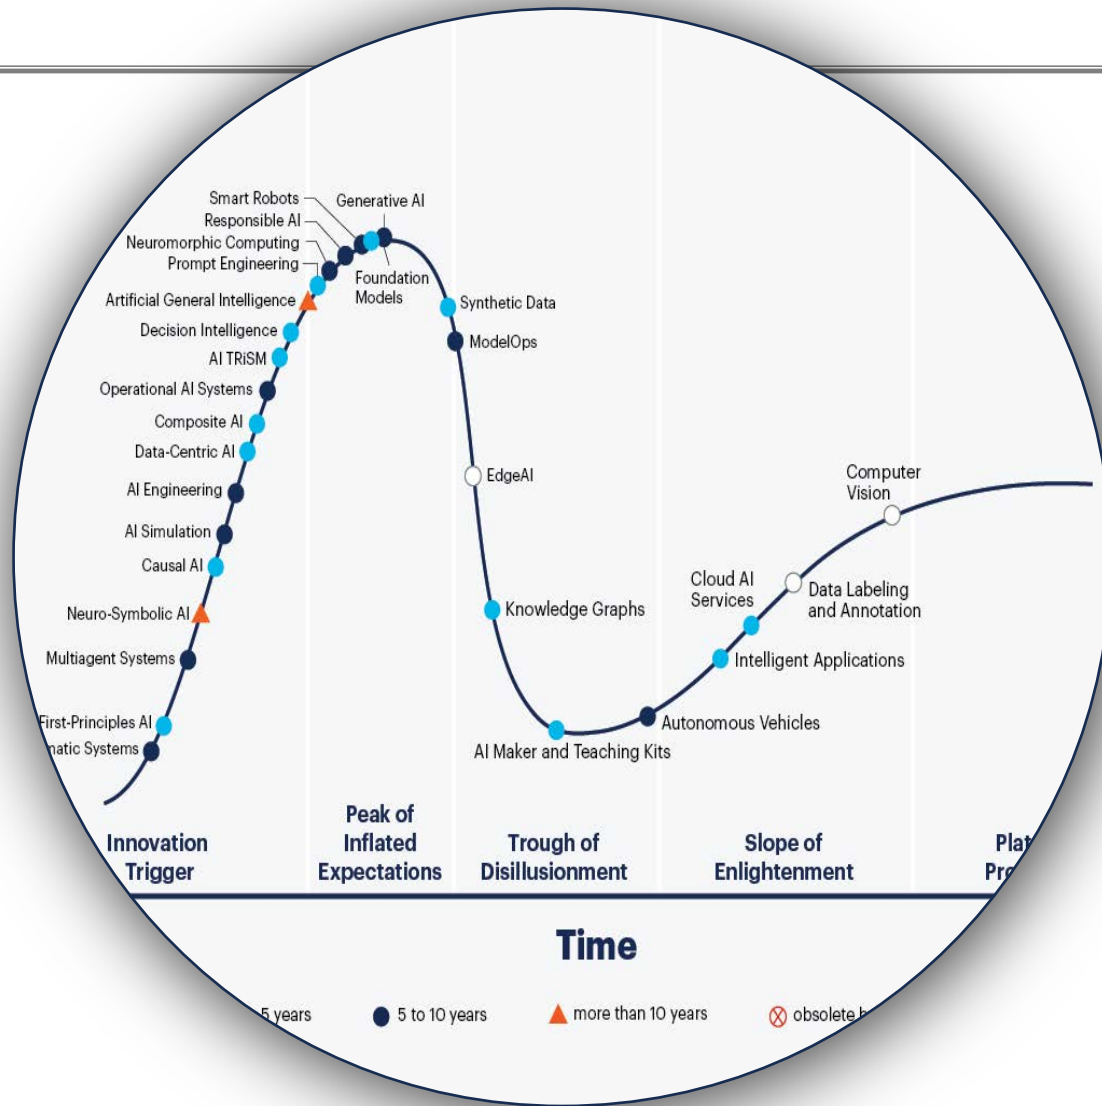 Smart Robots
Generative AI
Responsible AI
Neuromorphic Computing
Prompt Engineering
Foundation
Models
Artificial General Intelligence
Synthetic Data
Decision Intelligence
ModelOps
AI TRiSM
Operational AI Systems
Composite AI
Data-Centric AI
EdgeAI
Computer
Vision
AI Engineering
AI Simulation
Causal AI
Cloud AI
Services
Data Labeling
and Annotation
Knowledge Graphs
Neuro-Symbolic AI
Multiagent Systems
Intelligent Applications
First-Principles AI
Autonomous Vehicles
Systems
AI Maker and Teaching Kits
Innovation
Trigger
Peak of
Inflated
Expectations
Trough of
Disillusionment
Slope of
Enlightenment
Time
5 years
5 to 10 years
more than 10 years
obsolete